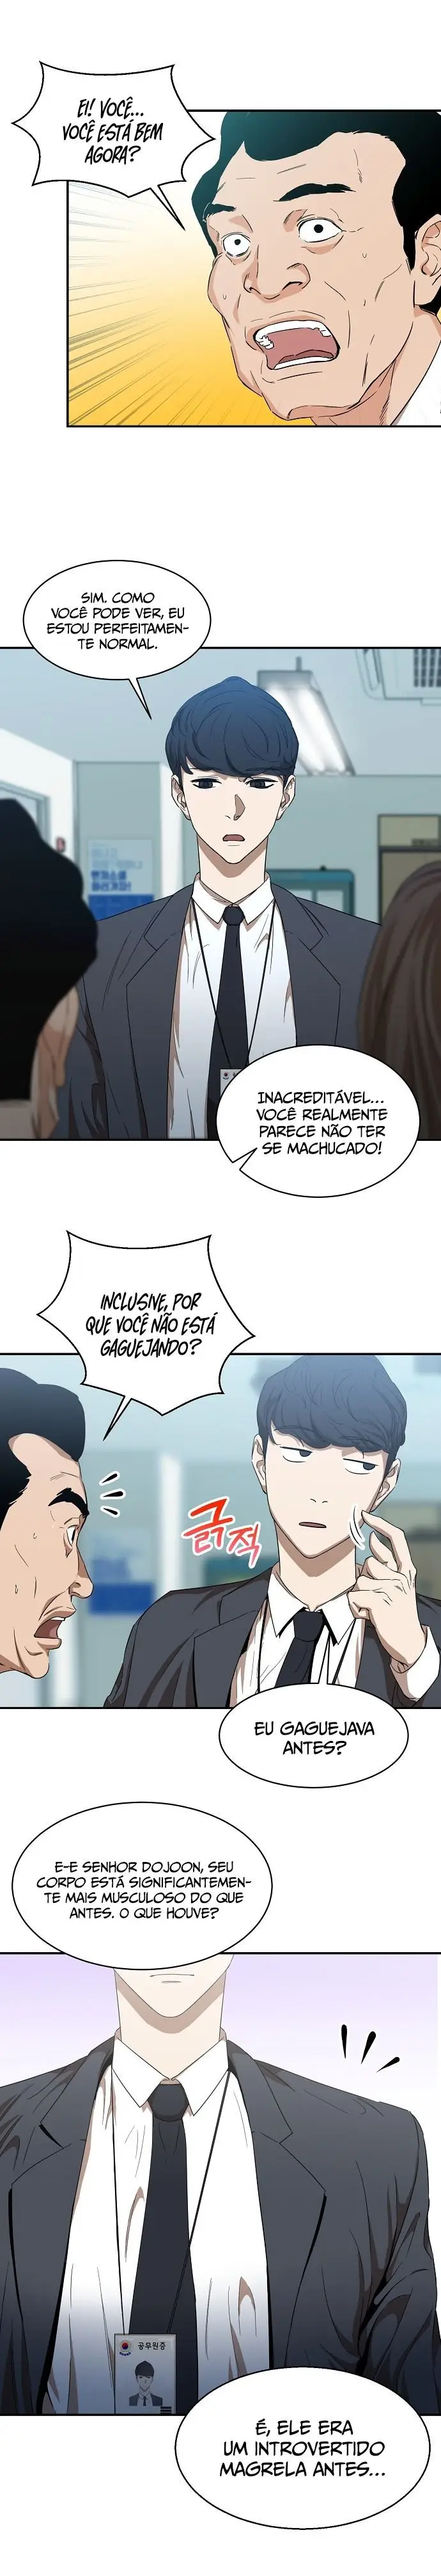 EI! VOCÊ...
VOCÊ ESTÁ BEM
AGORA?
SIM. COMO
VOCÊ PODE VER, EU
ESTOU PERFEITAMEN-
TE NORMAL.
INACREDITÁVEL...
VOCÊ REALMENTE
PARECE NÃO TER
SE MACHUCADO!
INCLUSIVE, POR
QUE VOCÊ NÃO ESTÁ
GAGUEJANDO?
긁적
EU GAGUEJAVA
ANTES?
E-E SENHOR DOJOON, SEU
CORPO ESTÁ SIGNIFICANTEMEN-
TE MAIS MUSCULOSO DO QUE
ANTES. O QUE HOUVE?
공무원증
É, ELE ERA
UM INTROVERTIDO
MAGRELA ANTES...